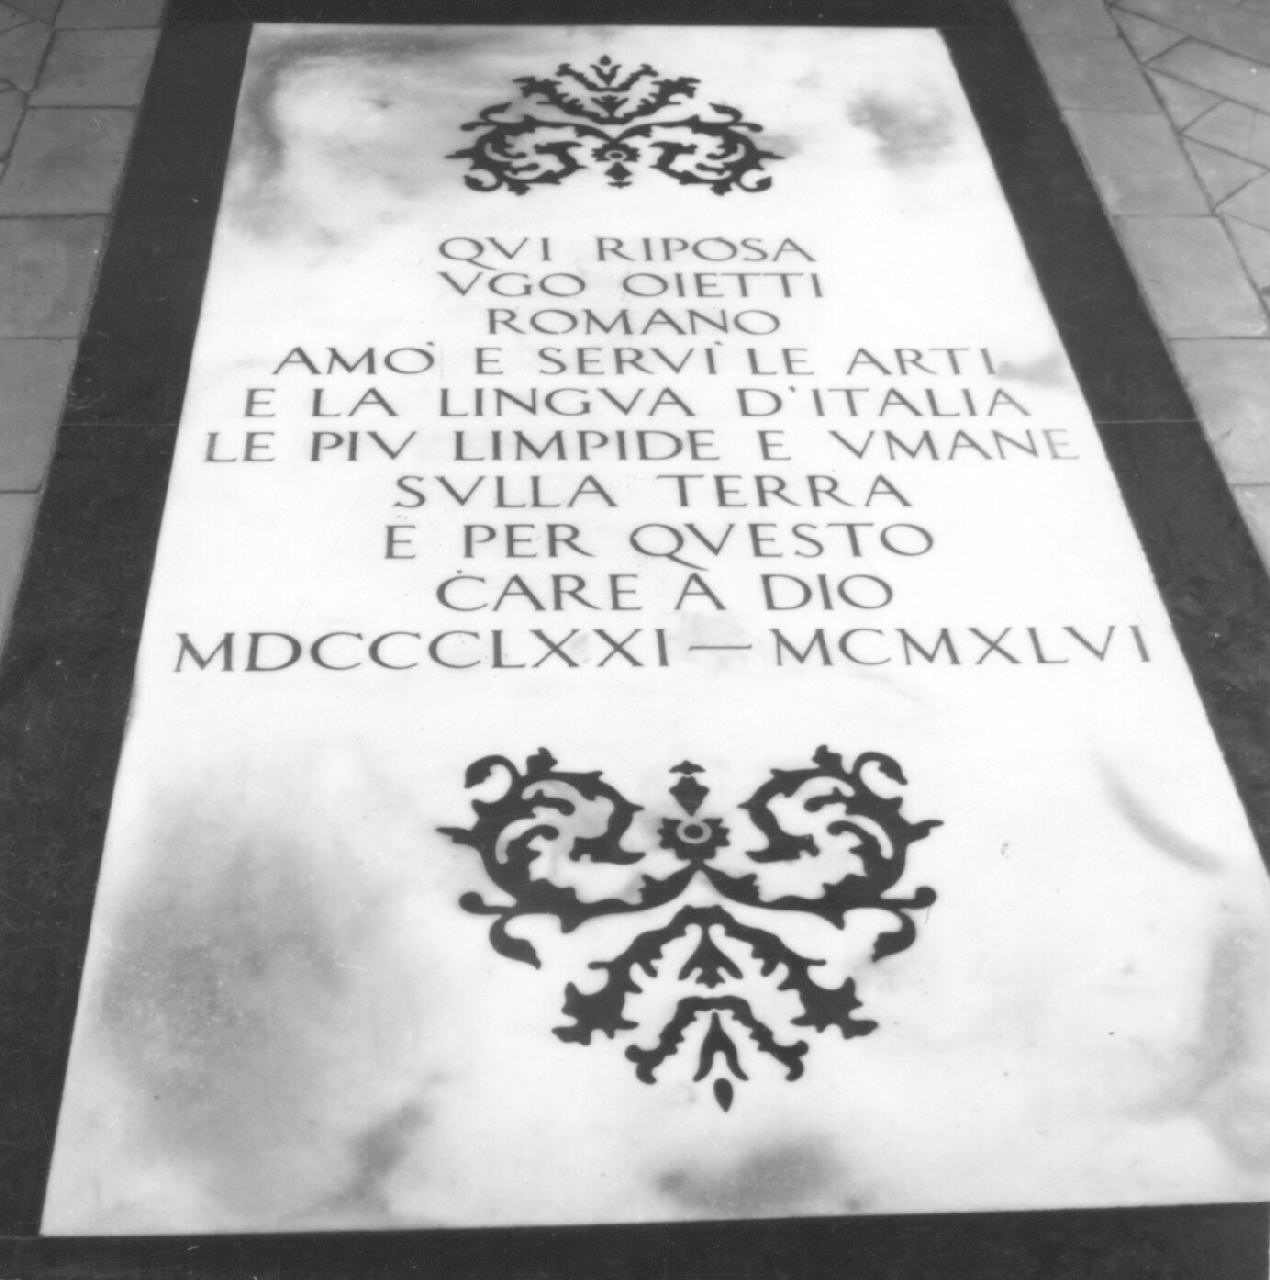 QVI RIPOSA
VGO OIETTI
ROMANO
AMO' E SERVÌ LE ARTI
E LA LINGVA D'ITALIA
LE PIV LIMPIDE E VMANE
SVLLA TERRA
E PER QVESTO
CARE A DIO
MDCCCLXXI — MCMXLVI